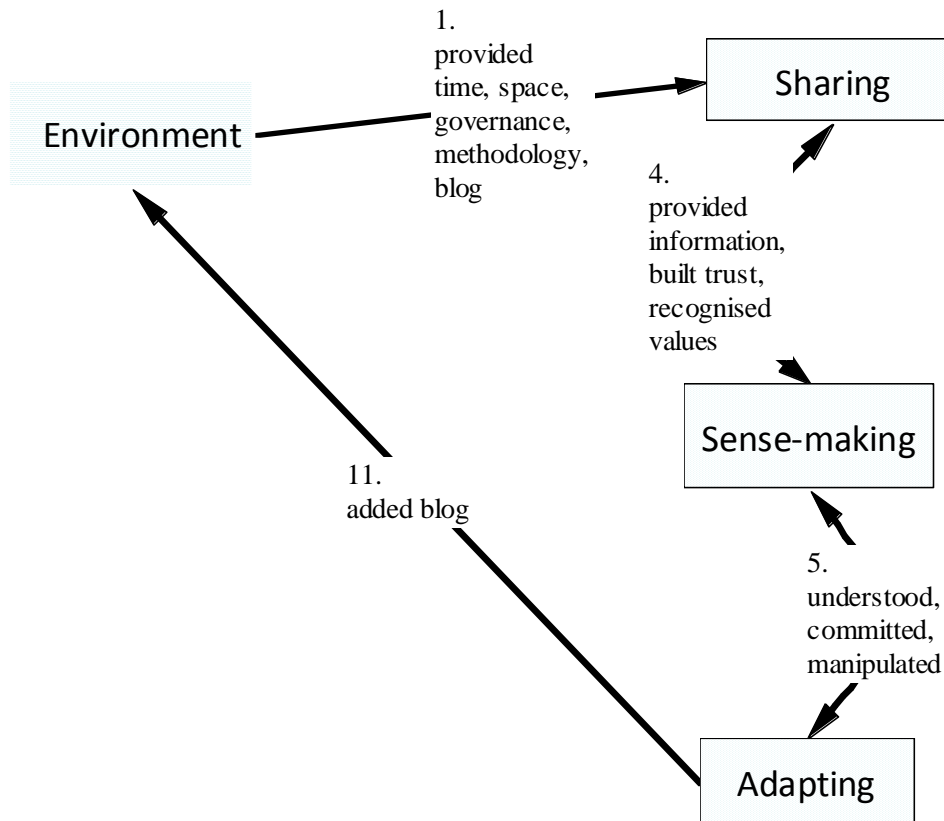 1.
provided
time, space,
governance,
methodology,
blog
Sharing
Environment
4.
provided
information,
built trust,
recognised
values
Sense-making
11.
added blog
5.
understood,
committed,
manipulated
Adapting